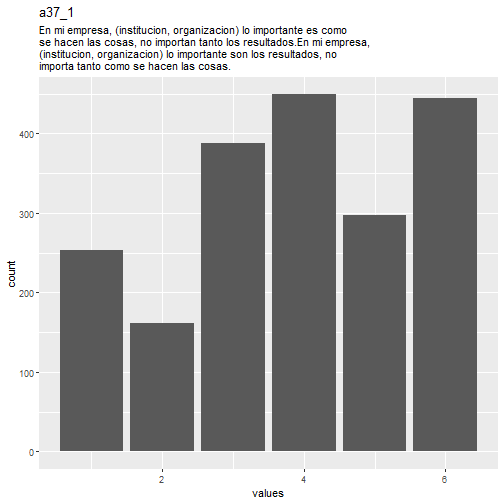 a37_1
En mi empresa, (institucion, organizacion) lo importante es como
se hacen las cosas, no importan tanto los resultados.En mi empresa,
(institucion, organizacion) lo importante son los resultados, no
importa tanto como se hacen las cosas.
400
300
200
100
0
count
2 4 6
values